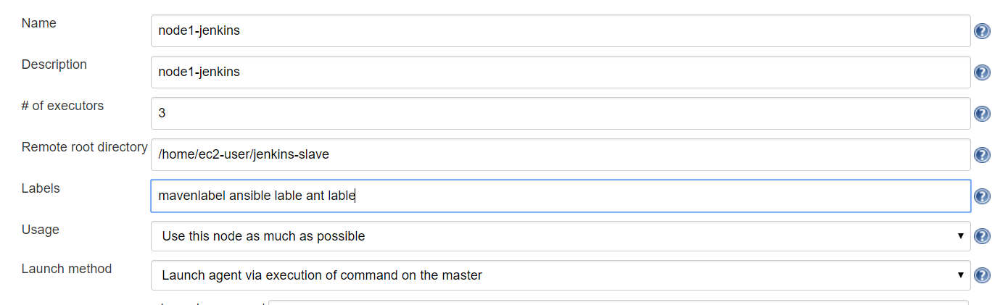 Name
node1-jenkins
Description
node1-jenkins
# of executors
3
Remote root directory
/home/ec2-user/jenkins-slave
Labels
mavenlabel ansible lable ant lable
Usage
Use this node as much as possible
Launch method
Launch agent via execution of command on the master